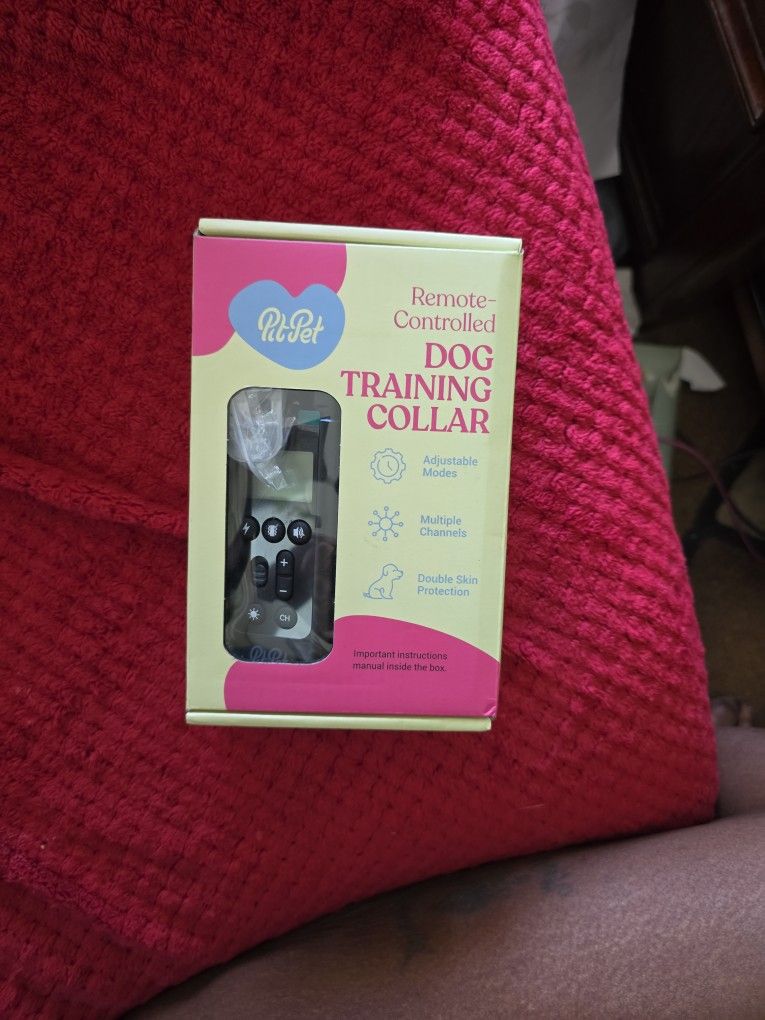 PitPet
Remote-
Controlled
DOG
TRAINING
COLLAR
Adjustable
Modes
Multiple
Channels
Double Skin
Protection
+
−
CH
PitPet
Important instructions
manual inside the box.